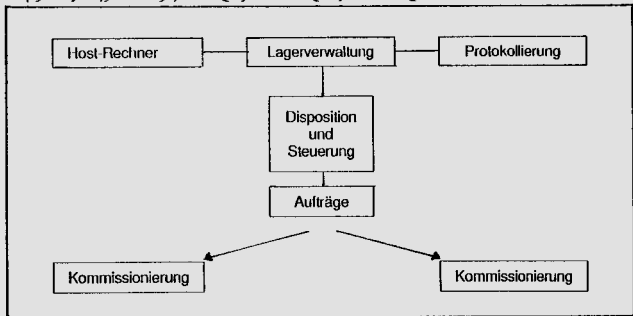 Host-Rechner
Lagerverwaltung
Protokollierung
Disposition
und
Steuerung
Aufträge
Kommissionierung
Kommissionierung